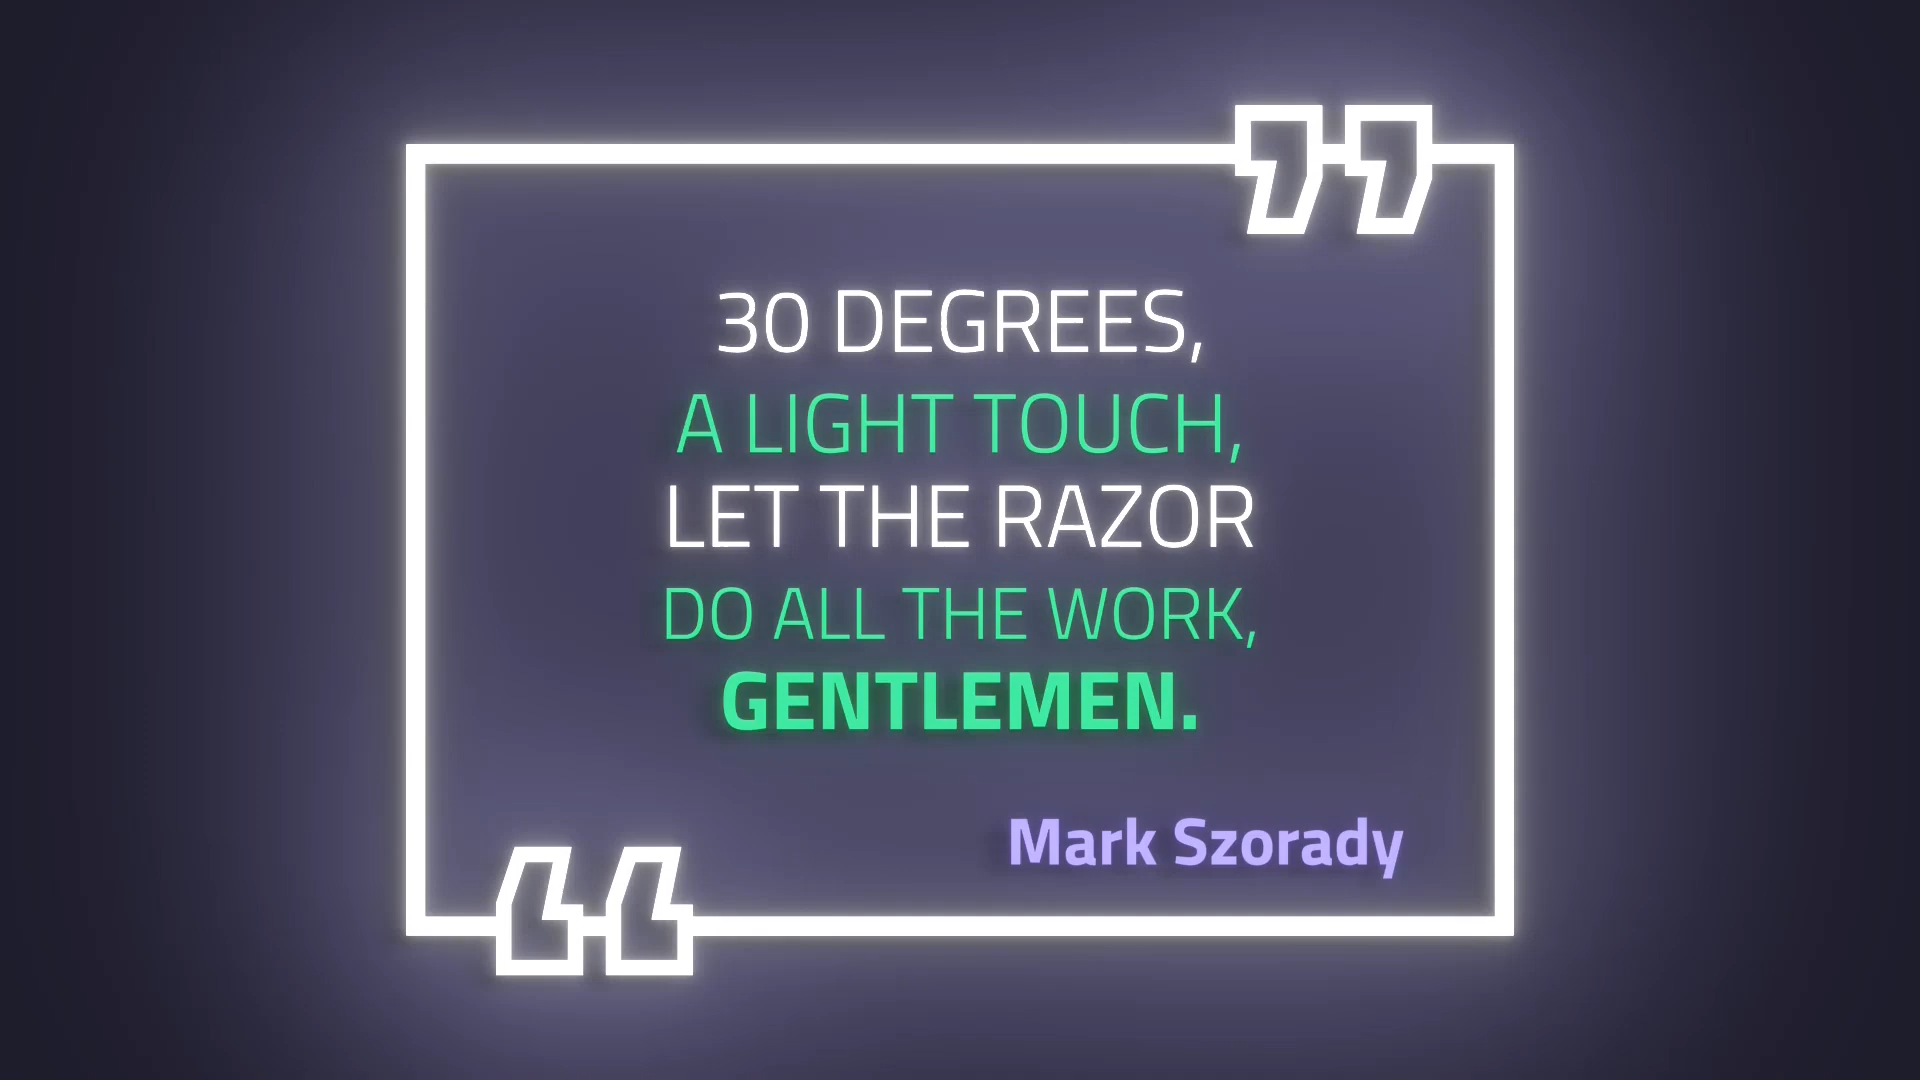 30 DEGREES,
A LIGHT TOUCH,
LET THE RAZOR
DO ALL THE WORK,
GENTLEMEN.
Mark Szorady